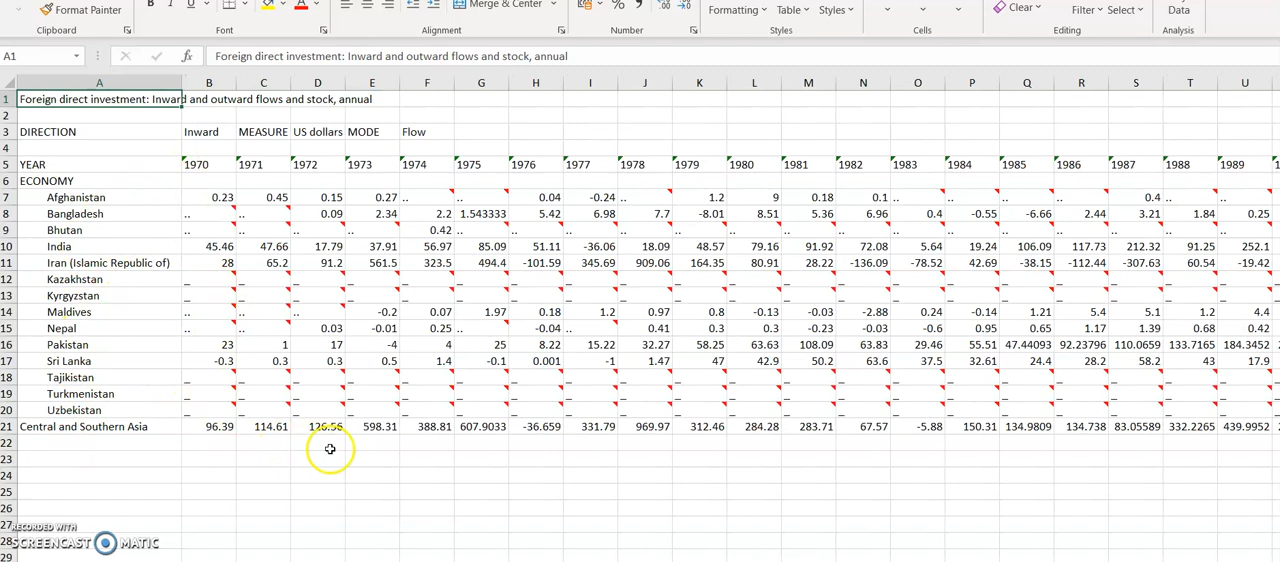 Format Painter B I U A Merge & Center % Formatting Table Styles Clear Filter Select Data
Clipboard Font Alignment Number Styles Cells Editing Analysis
A1 fx Foreign direct investment: Inward and outward flows and stock, annual
A B C D E F G H I J K L M N O P Q R S T U
1 Foreign direct investment: Inward and outward flows and stock, annual
2
3 DIRECTION Inward MEASURE US dollars MODE Flow
4
5 YEAR 1970 1971 1972 1973 1974 1975 1976 1977 1978 1979 1980 1981 1982 1983 1984 1985 1986 1987 1988 1989 1
6 ECONOMY
7 Afghanistan 0.23 0.45 0.15 0.27 .. .. 0.04 -0.24 .. 1.2 9 0.18 0.1 .. .. .. .. 0.4 .. ..
8 Bangladesh .. .. 0.09 2.34 2.2 1.543333 5.42 6.98 7.7 -8.01 8.51 5.36 6.96 0.4 -0.55 -6.66 2.44 3.21 1.84 0.25
9 Bhutan .. .. .. .. 0.42 .. .. .. .. .. .. .. .. .. .. .. .. .. .. ..
10 India 45.46 47.66 17.79 37.91 56.97 85.09 51.11 -36.06 18.09 48.57 79.16 91.92 72.08 5.64 19.24 106.09 117.73 212.32 91.25 252.1
11 Iran (Islamic Republic of) 28 65.2 91.2 561.5 323.5 494.4 -101.59 345.69 909.06 164.35 80.91 28.22 -136.09 -78.52 42.69 -38.15 -112.44 -307.63 60.54 -19.42
12 Kazakhstan _ _ _ _ _ _ _ _ _ _ _ _ _ _ _ _ _ _ _ _
13 Kyrgyzstan _ _ _ _ _ _ _ _ _ _ _ _ _ _ _ _ _ _ _ _
14 Maldives .. .. .. -0.2 0.07 1.97 0.18 1.2 0.97 0.8 -0.13 -0.03 -2.88 0.24 -0.14 1.21 5.4 5.1 1.2 4.4
15 Nepal .. .. 0.03 -0.01 0.25 .. -0.04 .. 0.41 0.3 0.3 -0.23 -0.03 -0.6 0.95 0.65 1.17 1.39 0.68 0.42
16 Pakistan 23 1 17 -4 4 25 8.22 15.22 32.27 58.25 63.63 108.09 63.83 29.46 55.51 47.44093 92.23796 110.0659 133.7165 184.3452
17 Sri Lanka -0.3 0.3 0.3 0.5 1.4 -0.1 0.001 -1 1.47 47 42.9 50.2 63.6 37.5 32.61 24.4 28.2 58.2 43 17.9
18 Tajikistan _ _ _ _ _ _ _ _ _ _ _ _ _ _ _ _ _ _ _ _
19 Turkmenistan _ _ _ _ _ _ _ _ _ _ _ _ _ _ _ _ _ _ _ _
20 Uzbekistan _ _ _ _ _ _ _ _ _ _ _ _ _ _ _ _ _ _ _ _
21 Central and Southern Asia 96.39 114.61 126.56 598.31 388.81 607.9033 -36.659 331.79 969.97 312.46 284.28 283.71 67.57 -5.88 150.31 134.9809 134.738 83.05589 332.2265 439.9952
22
23
24
25
26
27
RECORDED WITH
28
SCREENCAST MATIC
29